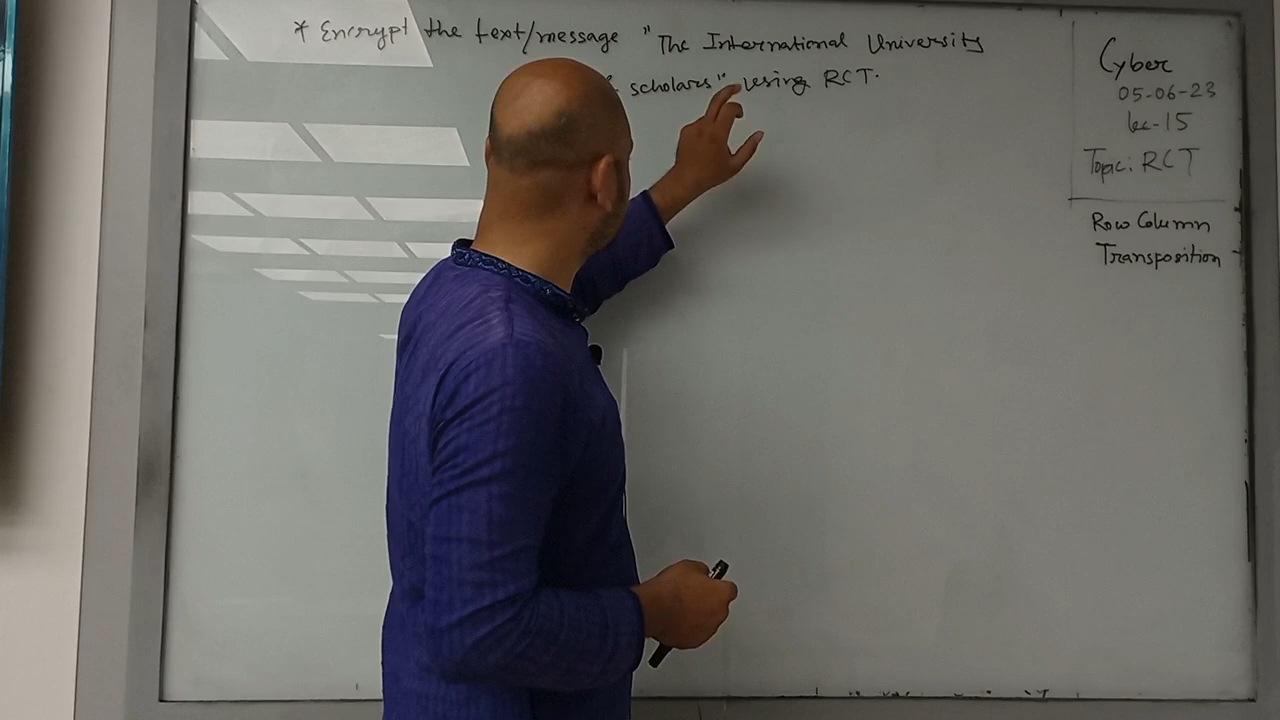 * Encrypt the text/message "The International University
scholars" using RCT.
Cyber
05-06-23
Lec-15
Topic: RCT
Row Column
Transposition